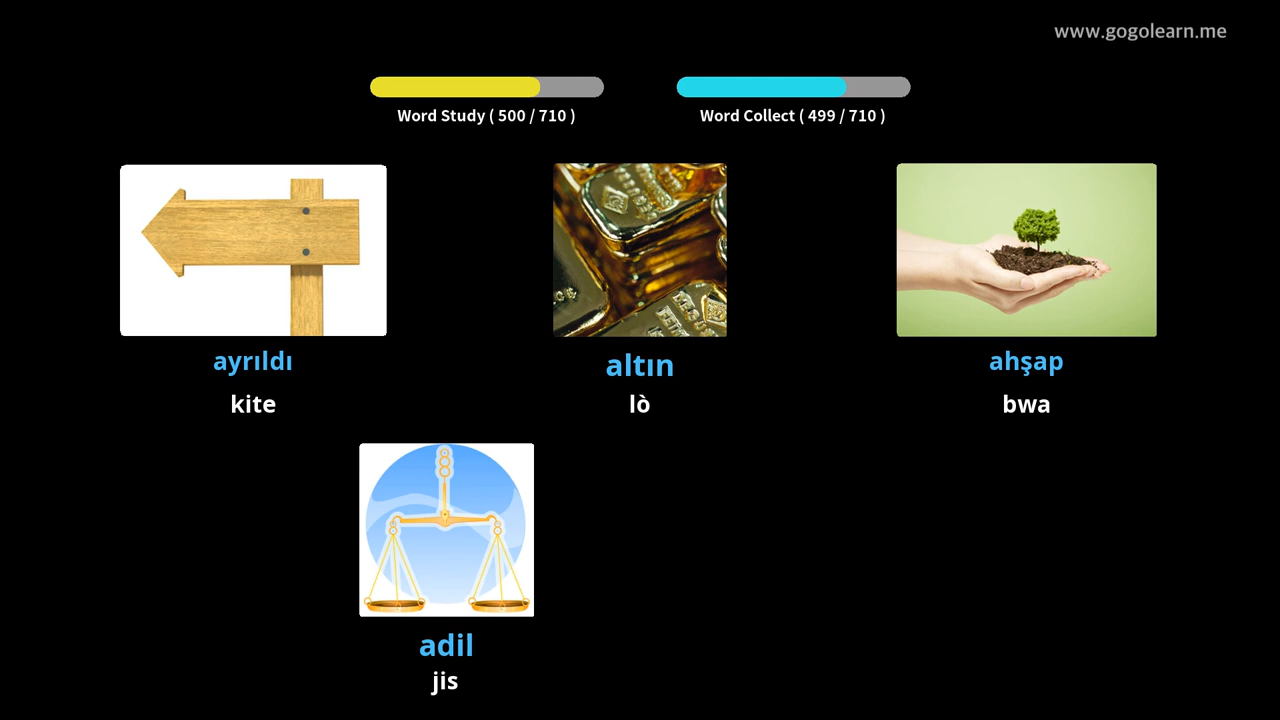 www.gogolearn.me
Word Study ( 500 / 710 )
Word Collect ( 499 / 710 )
ayrıldı
kite
altın
lò
ahşap
bwa
adil
jis